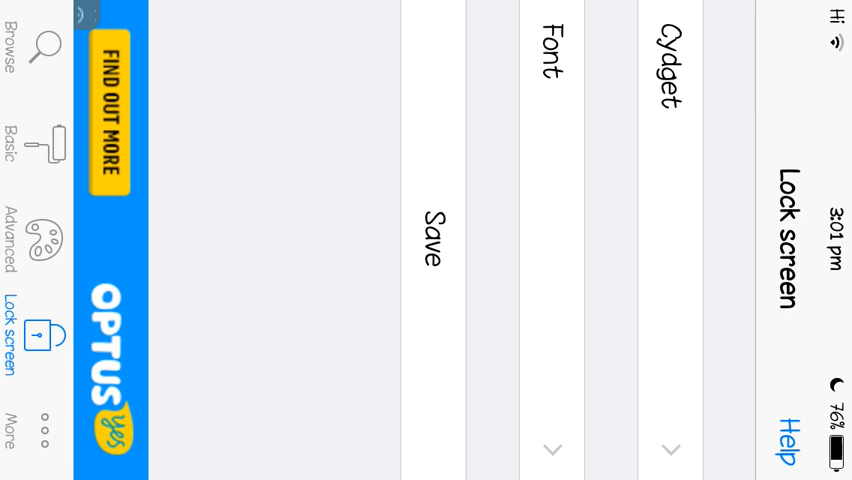 Hi 3:01 pm 76%
Lock screen Help
Cydget
Font
Save
FIND OUT MORE OPTUS yes
Browse Basic Advanced Lock screen More